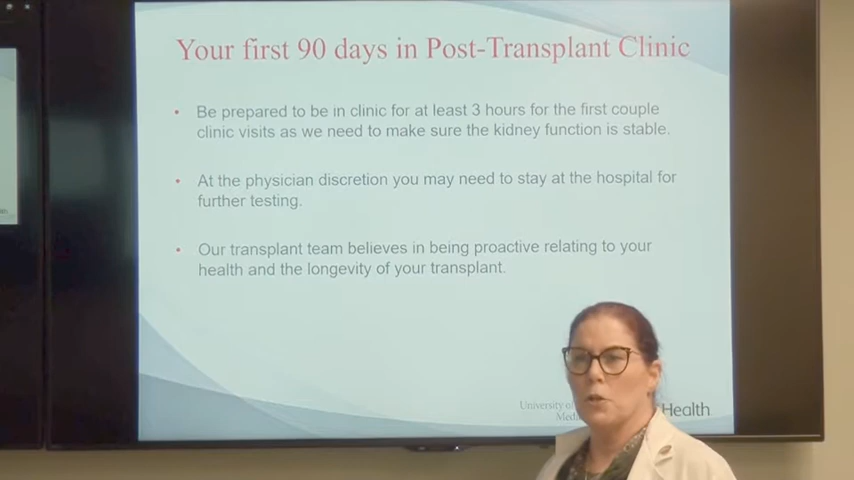 Your first 90 days in Post-Transplant Clinic
• Be prepared to be in clinic for at least 3 hours for the first couple
clinic visits as we need to make sure the kidney function is stable.
• At the physician discretion you may need to stay at the hospital for
further testing.
• Our transplant team believes in being proactive relating to your
health and the longevity of your transplant.
University of
Health